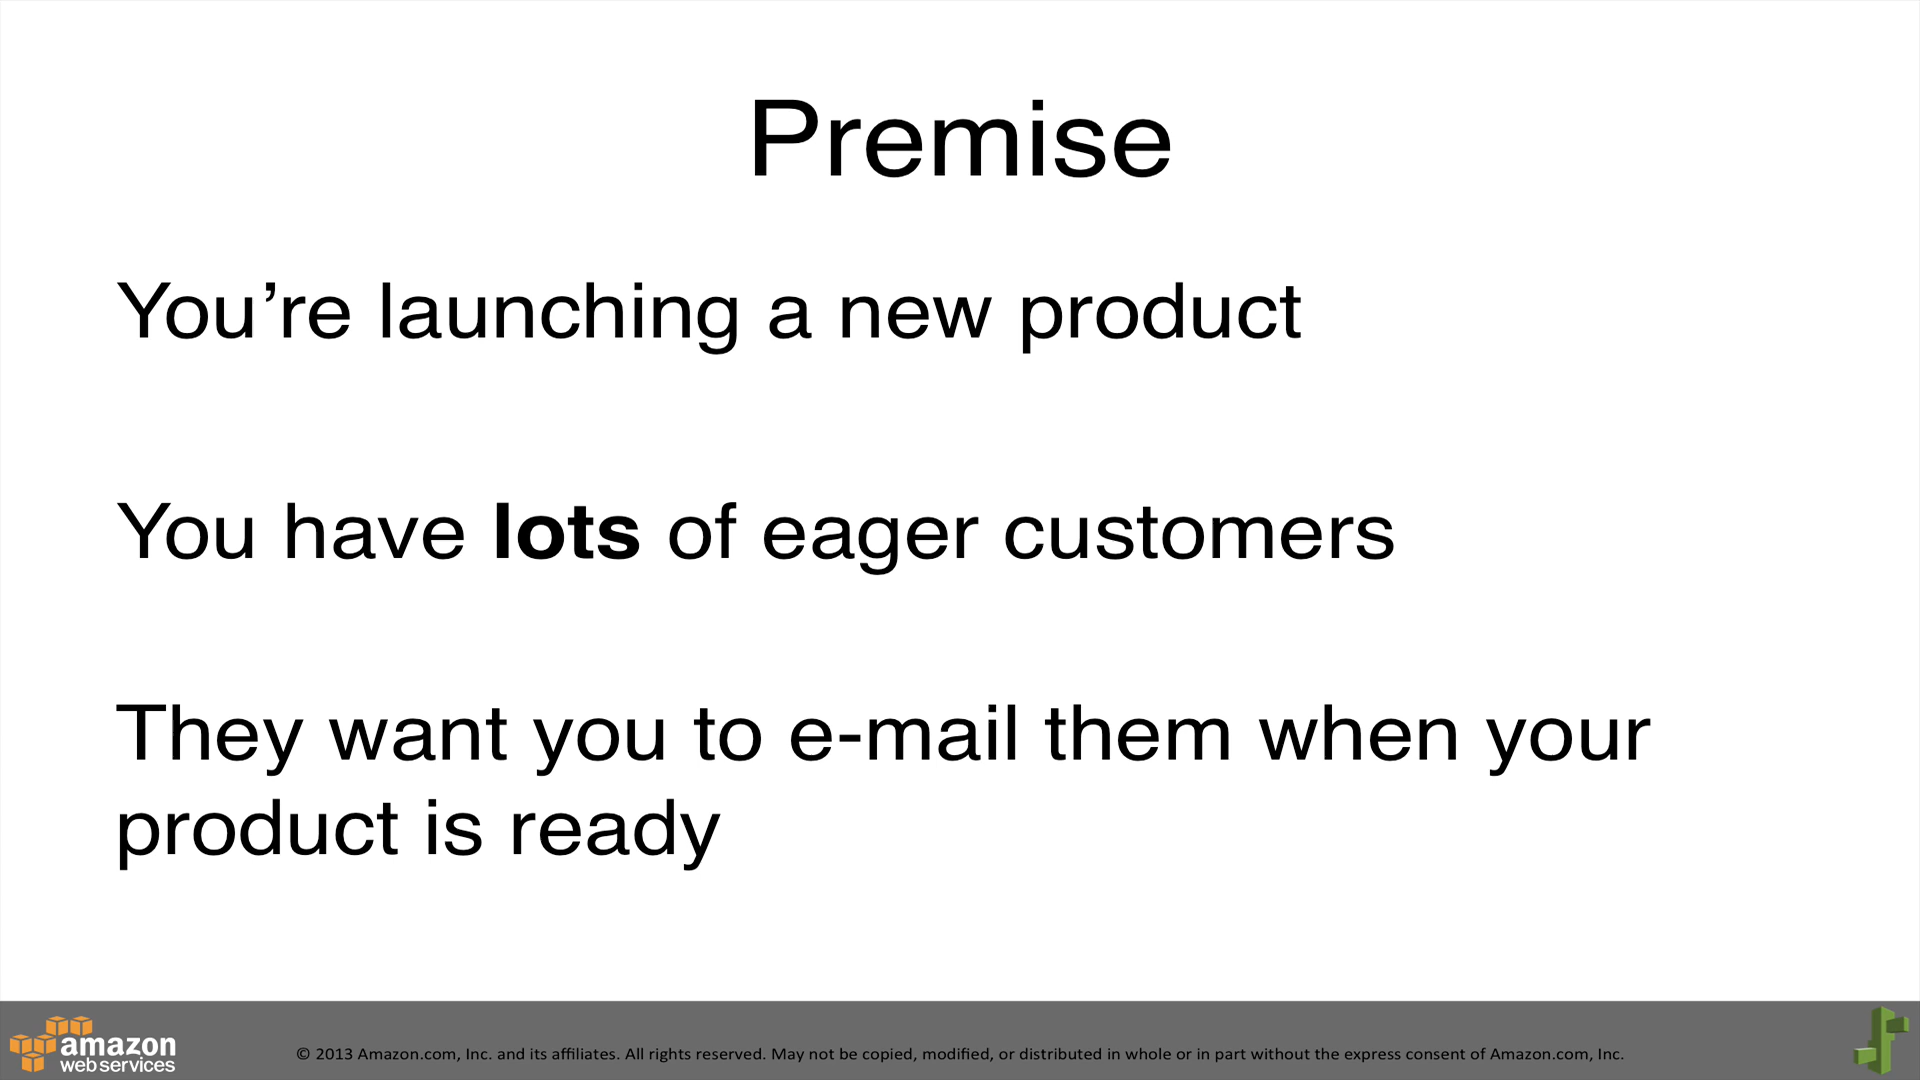 Premise
You’re launching a new product
You have lots of eager customers
They want you to e-mail them when your
product is ready
amazon
webservices
© 2013 Amazon.com, Inc. and its affiliates. All rights reserved. May not be copied, modified, or distributed in whole or in part without the express consent of Amazon.com, Inc.